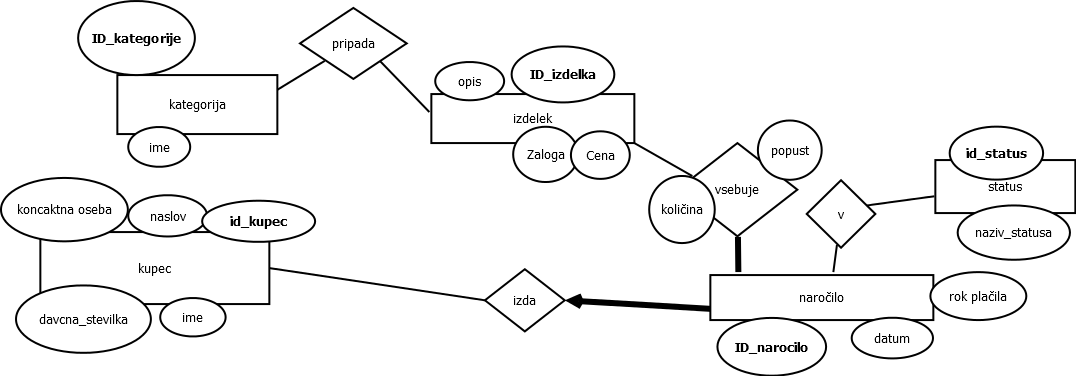 ID_kategorije
pripada
kategorija
ime
opis
ID_izdelka
izdelek
Zaloga
Cena
popust
vsebuje
količina
id_status
status
v
naziv_statusa
koncaktna oseba
naslov
id_kupec
kupec
davcna_stevilka
ime
izda
naročilo
rok plačila
ID_narocilo
datum